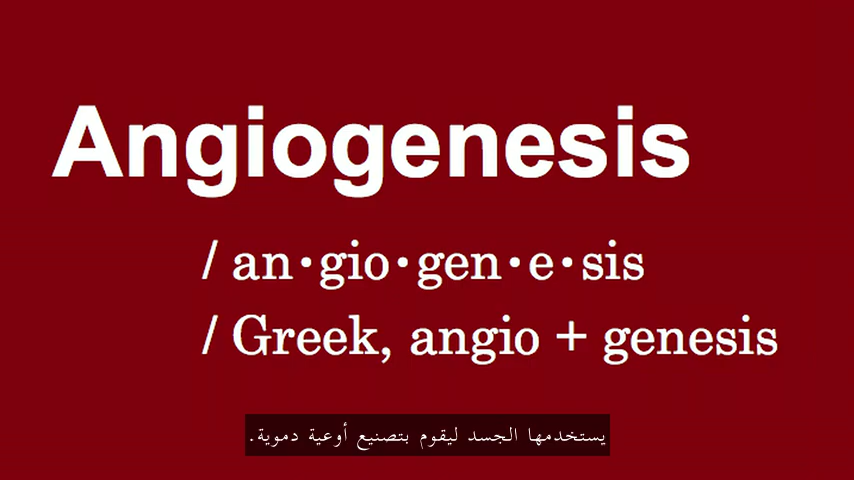 Angiogenesis
/ an·gio·gen·e·sis
/ Greek, angio + genesis
يستخدمها الجسد ليقوم بتصنيع أوعية دموية.